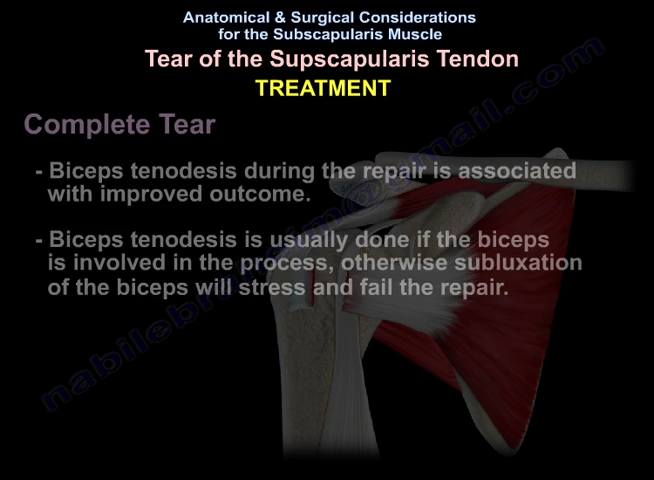 Anatomical & Surgical Considerations
for the Subscapularis Muscle
Tear of the Supscapularis Tendon
TREATMENT
Complete Tear
- Biceps tenodesis during the repair is associated
with improved outcome.
- Biceps tenodesis is usually done if the biceps
is involved in the process, otherwise subluxation
of the biceps will stress and fail the repair.